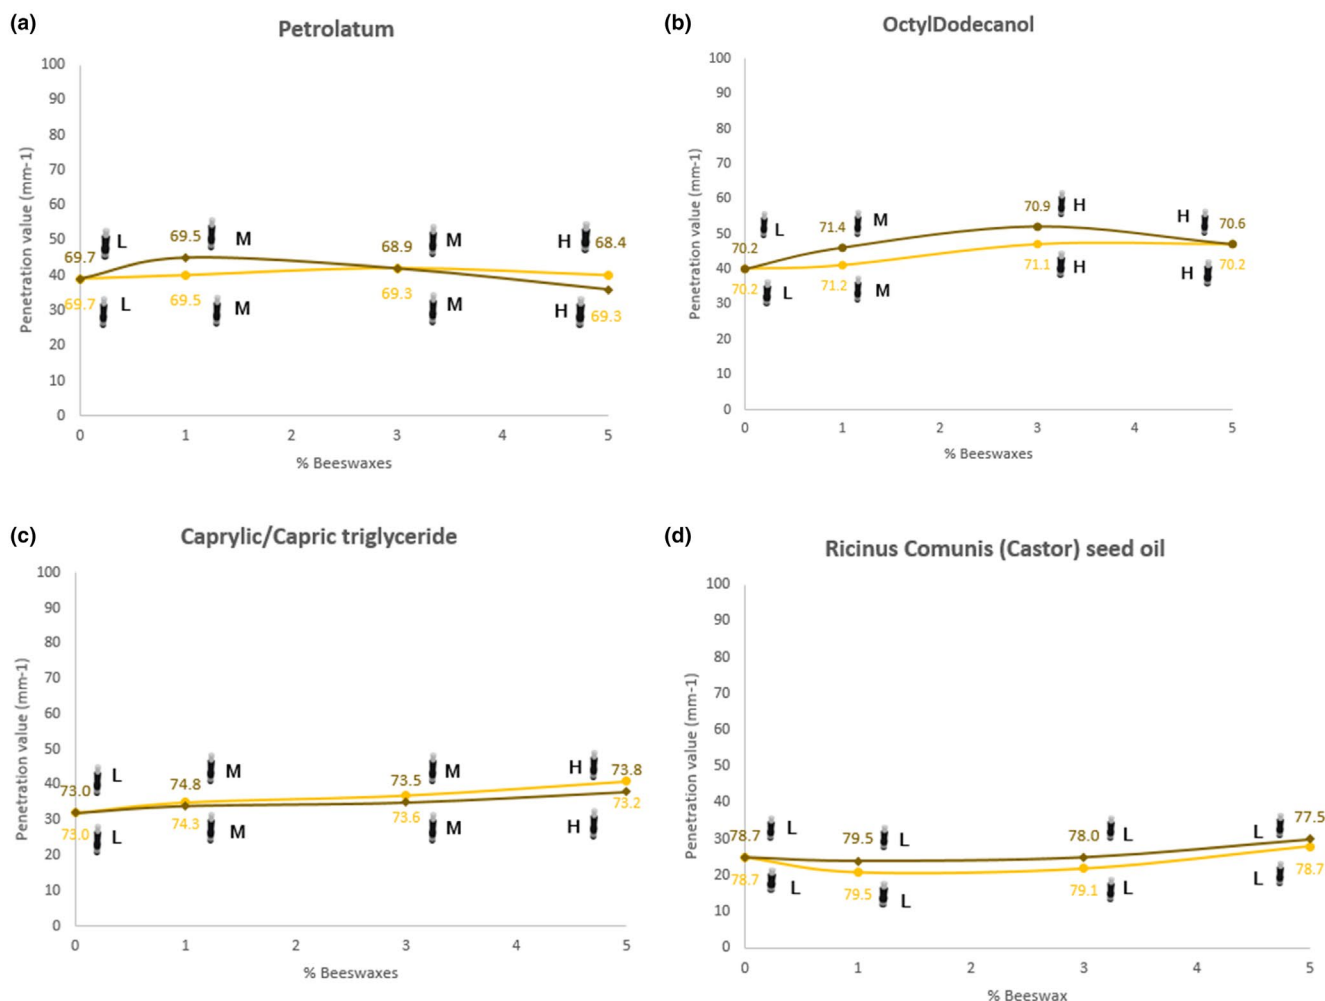 (a)
Petrolatum
Penetration value (mm-1)
100
90
80
70
60
50
40
30
20
10
0
69.7
L
69.5
M
68.9
M
H
68.4
69.7
L
69.5
M
69.3
M
H
69.3
0
1
2
3
4
5
% Beeswaxes
(b)
OctylDodecanol
Penetration value (mm-1)
100
90
80
70
60
50
40
30
20
10
0
70.2
L
71.4
M
70.9
H
H
70.6
70.2
L
71.2
M
71.1
H
H
70.2
0
1
2
3
4
5
% Beeswaxes
(c)
Caprylic/Capric triglyceride
Penetration value (mm-1)
100
90
80
70
60
50
40
30
20
10
0
73.0
L
74.8
M
73.5
M
H
73.8
73.0
L
74.3
M
73.6
M
H
73.2
0
1
2
3
4
5
% Beeswaxes
(d)
Ricinus Comunis (Castor) seed oil
Penetration value (mm-1)
100
90
80
70
60
50
40
30
20
10
0
78.7
L
79.5
L
78.0
L
L
77.5
78.7
L
79.5
L
79.1
L
L
78.7
0
1
2
3
4
5
% Beeswax